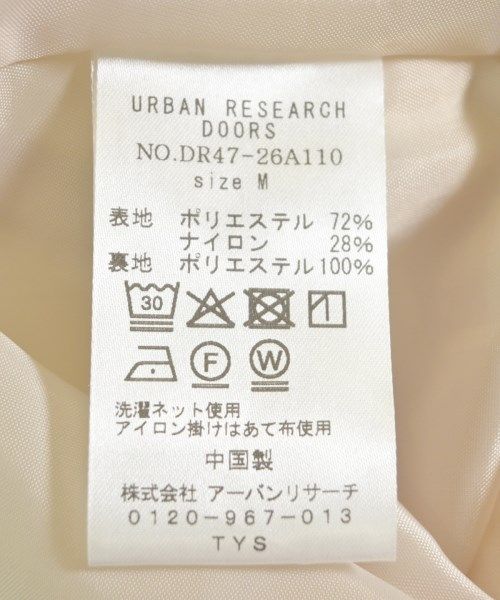 URBAN RESEARCH
DOORS
NO.DR47-26A110
size M
表地 ポリエステル 72%
ナイロン 28%
裏地 ポリエステル100%
30
F W
洗濯ネット使用
アイロン掛けはあて布使用
中国製
株式会社 アーバンリサーチ
0120-967-013
TYS